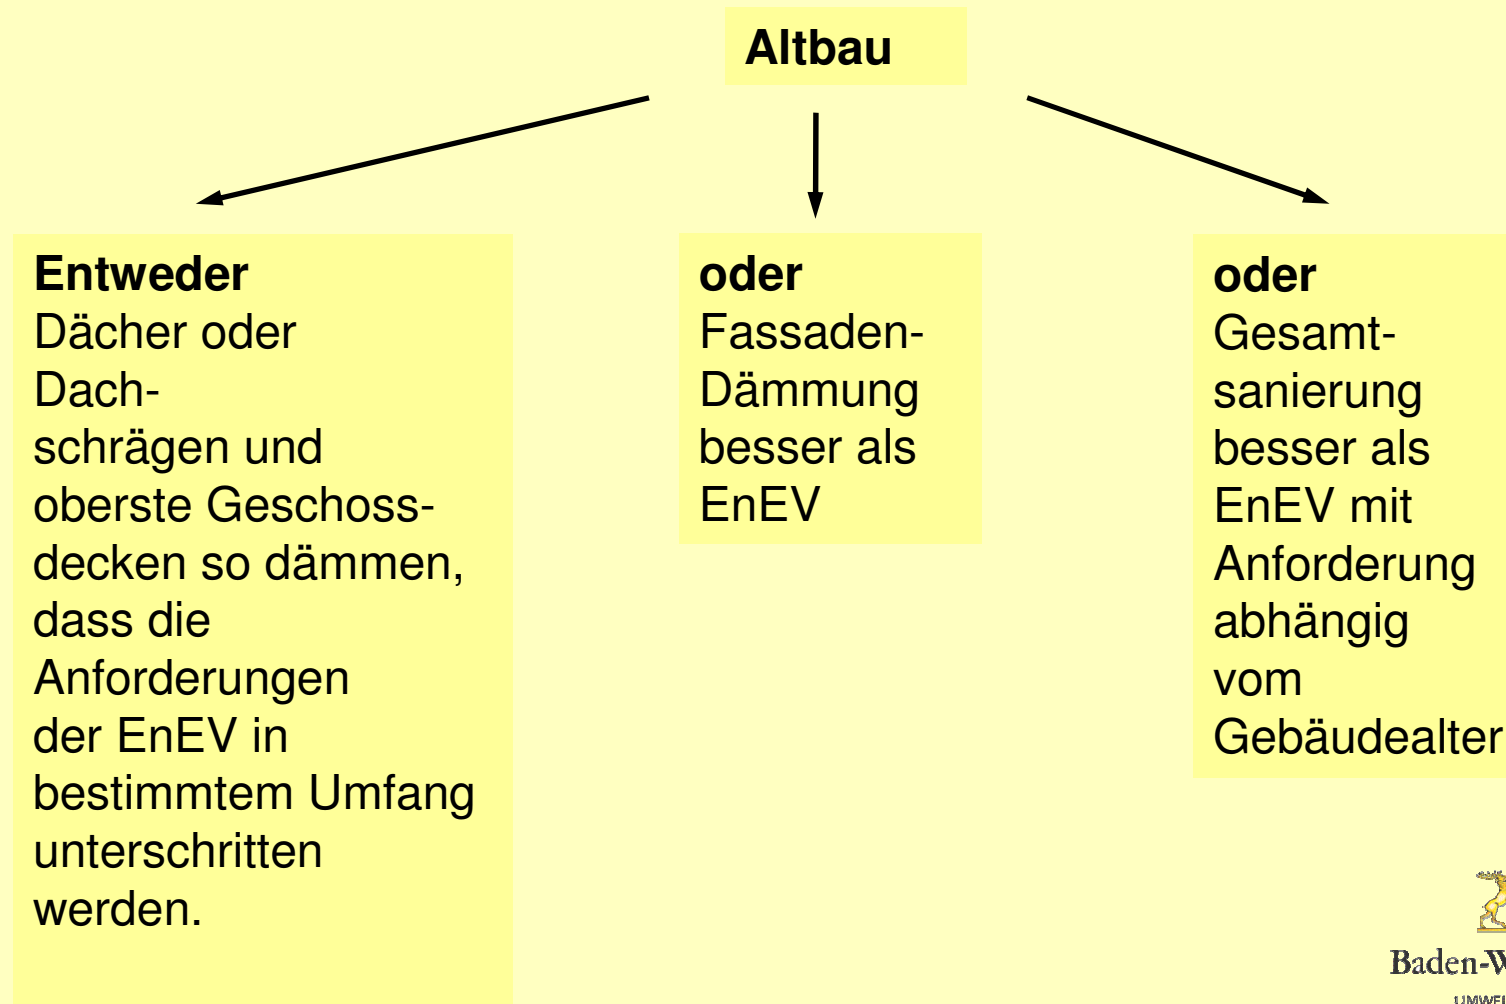 Altbau
Entweder
Dächer oder
Dach-
schrägen und
oberste Geschoss-
decken so dämmen,
dass die
Anforderungen
der EnEV in
bestimmtem Umfang
unterschritten
werden.
oder
Fassaden-
Dämmung
besser als
EnEV
oder
Gesamt-
sanierung
besser als
EnEV mit
Anforderung
abhängig
vom
Gebäudealter